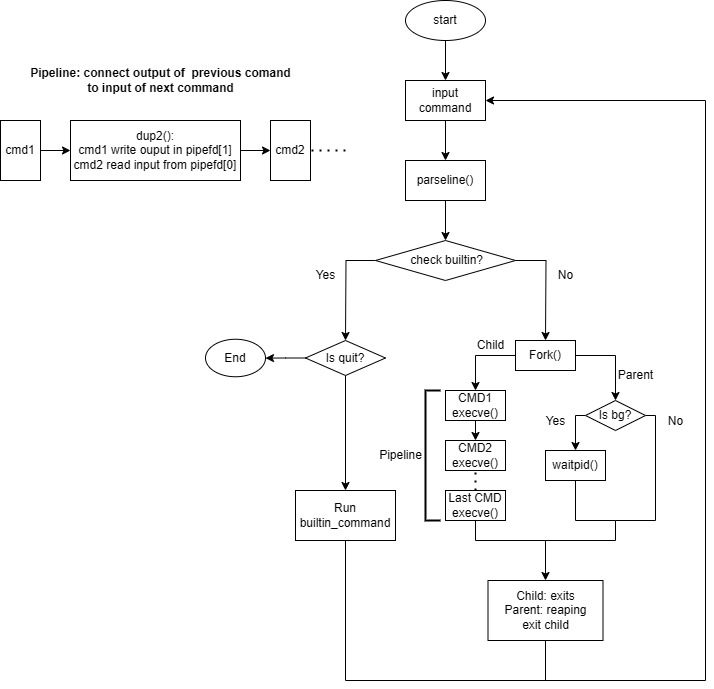 start
Pipeline: connect output of  previous comand
to input of next command
input
command
cmd1
dup2():
cmd1 write ouput in pipefd[1]
cmd2 read input from pipefd[0]
cmd2
parseline()
check builtin?
Yes
No
End
Is quit?
Child
Fork()
Parent
CMD1
execve()
Is bg?
Yes
No
Pipeline
CMD2
execve()
waitpid()
Last CMD
execve()
Run
builtin_command
Child: exits
Parent: reaping
exit child